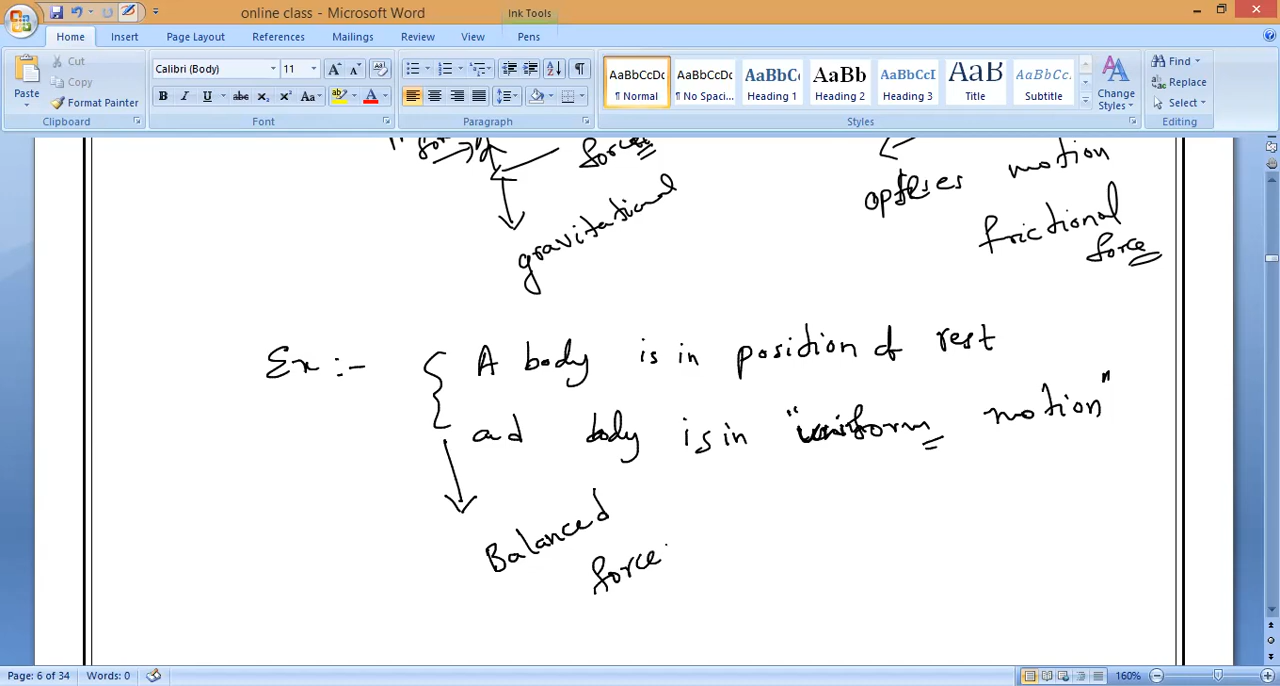 online class - Microsoft Word
Ink Tools
Home
Insert
Page Layout
References
Mailings
Review
View
Pens
Paste
Cut
Copy
Format Painter
Clipboard
Calibri (Body)
11
Font
Paragraph
AaBbCcDc
¶ Normal
AaBbCcDc
¶ No Spaci...
AaBbC(
Heading 1
AaBb
Heading 2
AaBbCcI
Heading 3
AaB
Title
AaBbCc.
Subtitle
Change
Styles
Styles
Find
Replace
Select
Editing
forces
gravitational
motion
frictional
force
Ex :- { A body is in position of rest
and body is in "uniform motion"
Balanced
force
Page: 6 of 34
Words: 0
160%